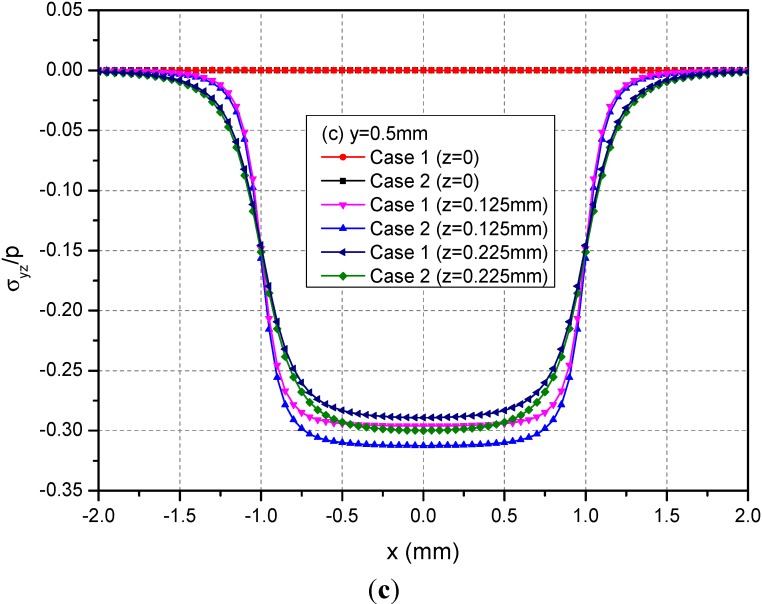 0.05
0.00
-0.05
-0.10
-0.15
-0.20
-0.25
-0.30
-0.35
σyz/p
(c) y=0.5mm
Case 1 (z=0)
Case 2 (z=0)
Case 1 (z=0.125mm)
Case 2 (z=0.125mm)
Case 1 (z=0.225mm)
Case 2 (z=0.225mm)
-2.0 -1.5 -1.0 -0.5 0.0 0.5 1.0 1.5 2.0
x (mm)
(c)